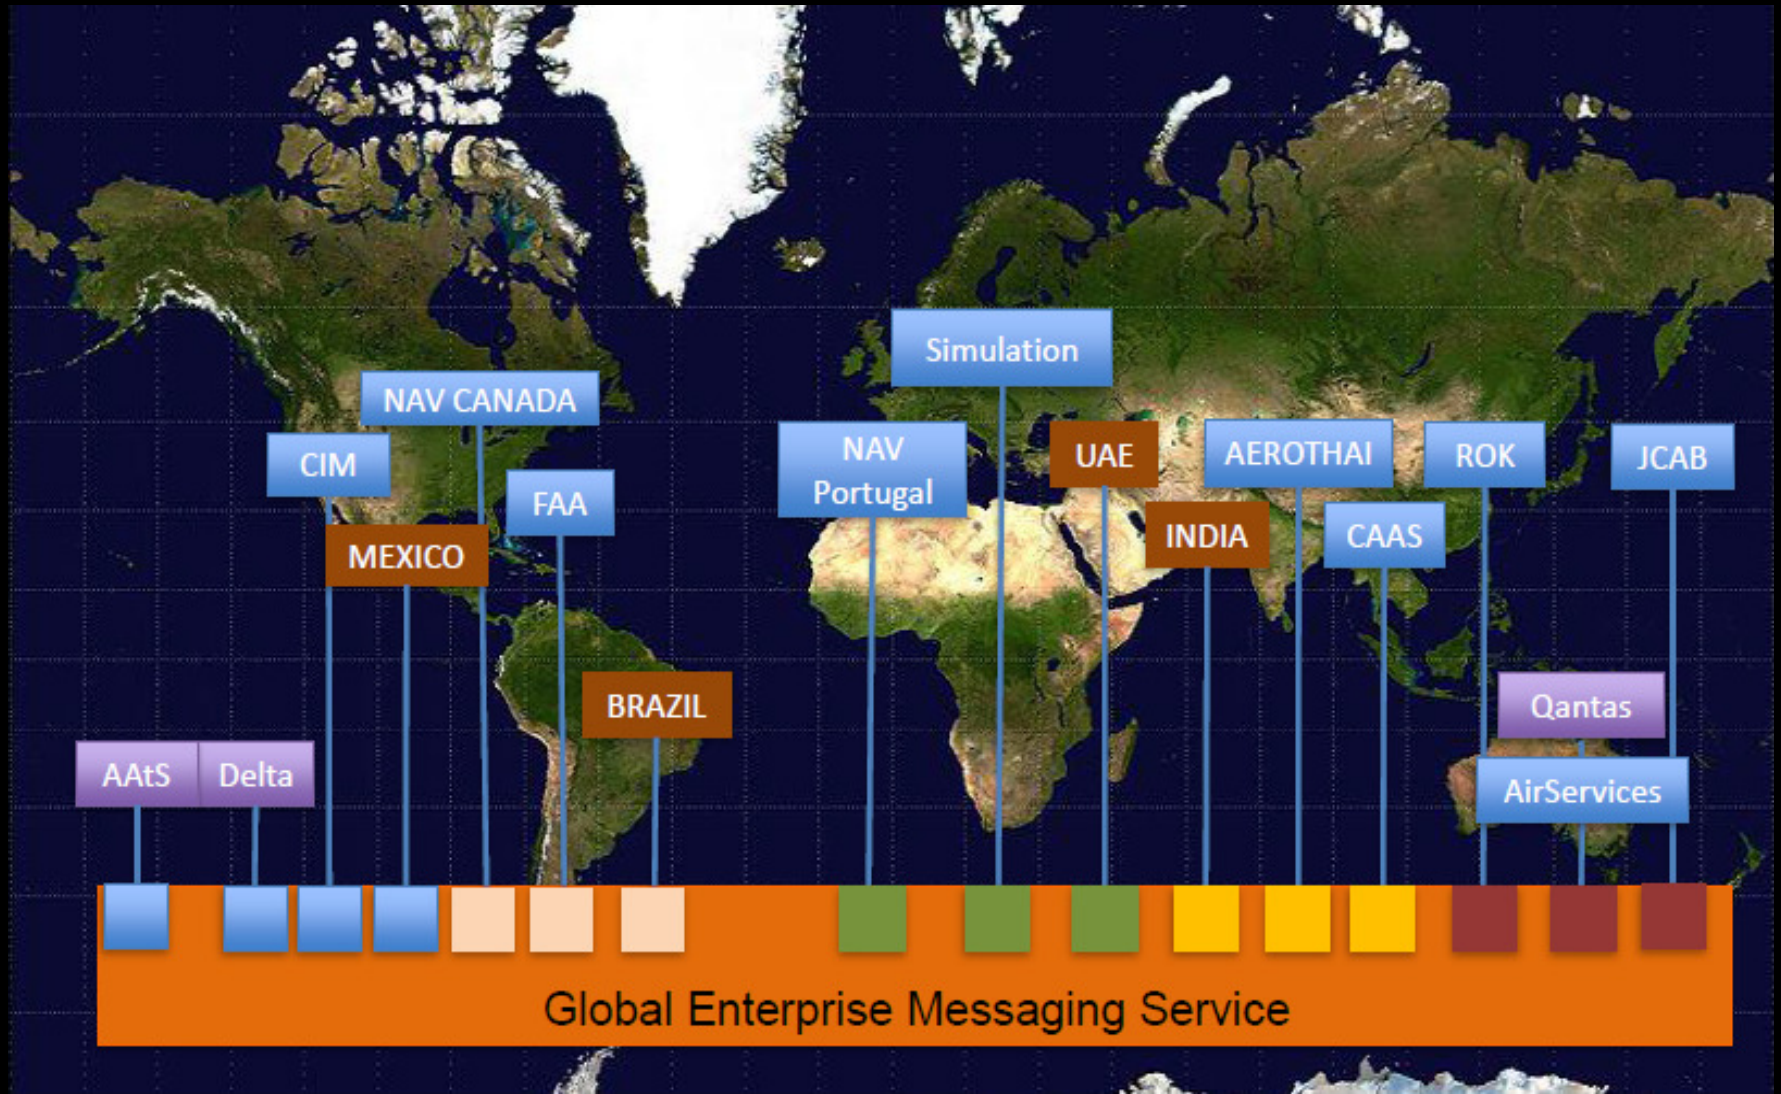 Simulation
NAV CANADA
CIM
FAA
MEXICO
NAV
Portugal
UAE
AEROTHAI
ROK
JCAB
INDIA
CAAS
BRAZIL
Qantas
AAtS
Delta
AirServices
Global Enterprise Messaging Service